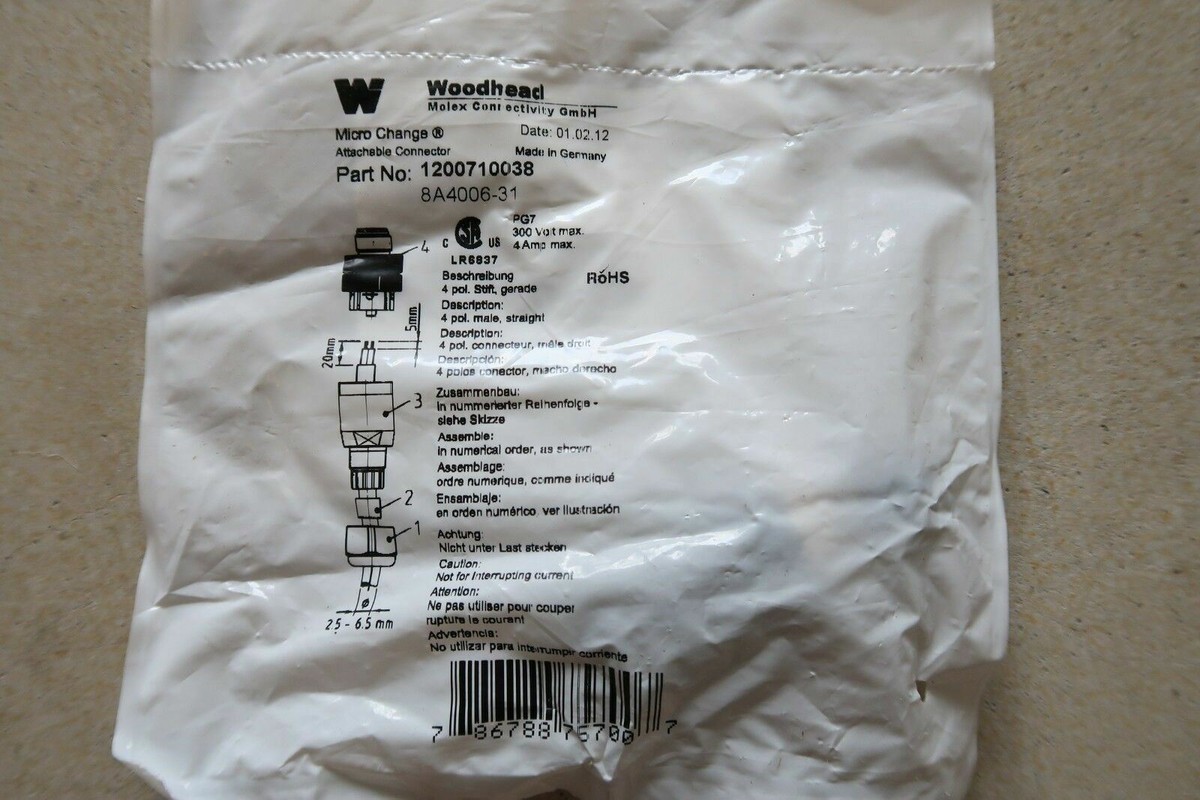 W Woodhead
Molex Connectivity GmbH
Micro Change ® Date: 01.02.12
Attachable Connector Made in Germany
Part No: 1200710038
8A4006-31
PG7
300 Volt max.
4 Amp max.
C US
LR6837
RoHS
Beschreibung
4 pol. Stift, gerade
Description:
4 pol. male, straight
Description:
4 pol. connecteur, mâle droit
Descripción:
4 polos conector, macho derecho
Zusammenbau:
in nummerierter Reihenfolge -
siehe Skizze
Assemble:
in numerical order, as shown
Assemblage:
ordre numerique, comme indiqué
Ensamblaje:
en orden numérico, ver ilustración
Achtung:
Nicht unter Last stecken
Caution:
Not for interrupting current
Attention:
Ne pas utiliser pour couper
rupture le courant
Advertencia:
No utilizar para interrumpir corriente
4
5mm
20mm
3
2
1
ø
2,5 - 6.5 mm
7 86788 75700 7